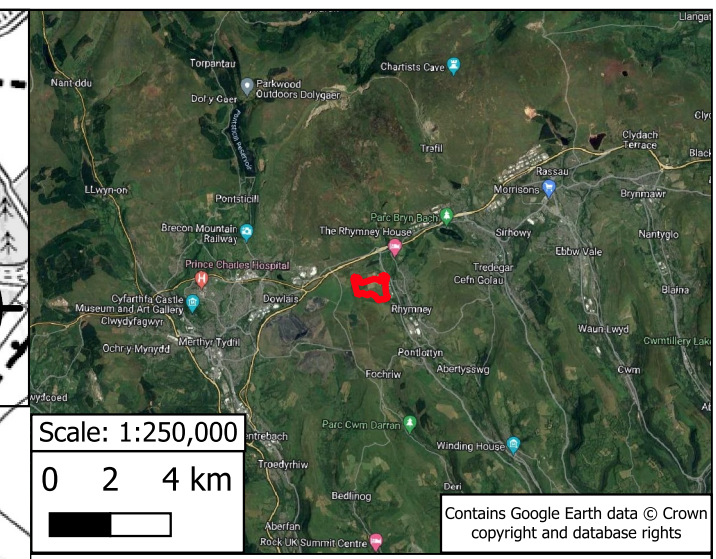 Llangat
Torpantau
Chartists Cave
Nant-ddu
Parkwood
Outdoors Dolygaer
Dol-y-Gaer
Pontsticill Reservoir
Trefil
Clydach
Terrace
Rassau
Black
LLwyn-on
Morrisons
Brynmawr
Pontsticill
Parc Bryn Bach
Brecon Mountain
Railway
The Rhymney House
Sirhowy
Nantyglo
Ebbw Vale
Prince Charles Hospital
Tredegar
Cefn Golau
Blaina
Cyfarthfa Castle
Museum and Art Gallery
Dowlais
Rhymney
Clwydyfagwyr
Waun Lwyd
Merthyr Tydfil
Cwmtillery Lake
Ochr-y-Mynydd
Pontlottyn
Abertysswg
Cwm
Fochriw
wydcoed
Scale: 1:250,000
Parc Cwm Darran
entrebach
Winding House
0 2 4 km
Troedyrhiw
Deri
Bedlinog
Contains Google Earth data © Crown
copyright and database rights
Aberfan
Rock UK Summit Centre